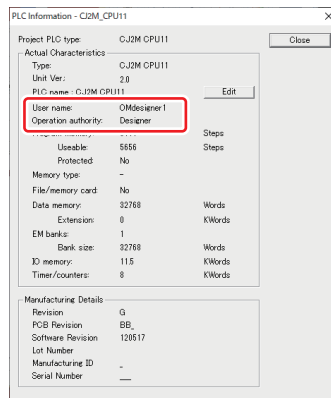 PLC Information - CJ2M_CPU11
Project PLC type: CJ2M CPU11
Close
Actual Characteristics
Type: CJ2M CPU11
Unit Ver.: 2.0
PLC name : CJ2M CPU11 Edit
User name: OMdesigner1
Operation authority: Designer
Steps
Useable: 5656 Steps
Protected: No
Memory type: -
File/memory card: No
Data memory: 32768 Words
Extension: 0 KWords
EM banks: 1
Bank size: 32768 Words
IO memory: 11.5 KWords
Timer/counters: 8 KWords
Manufacturing Details
Revision G
PCB Revision BB_
Software Revision 120517
Lot Number
Manufacturing ID _
Serial Number __